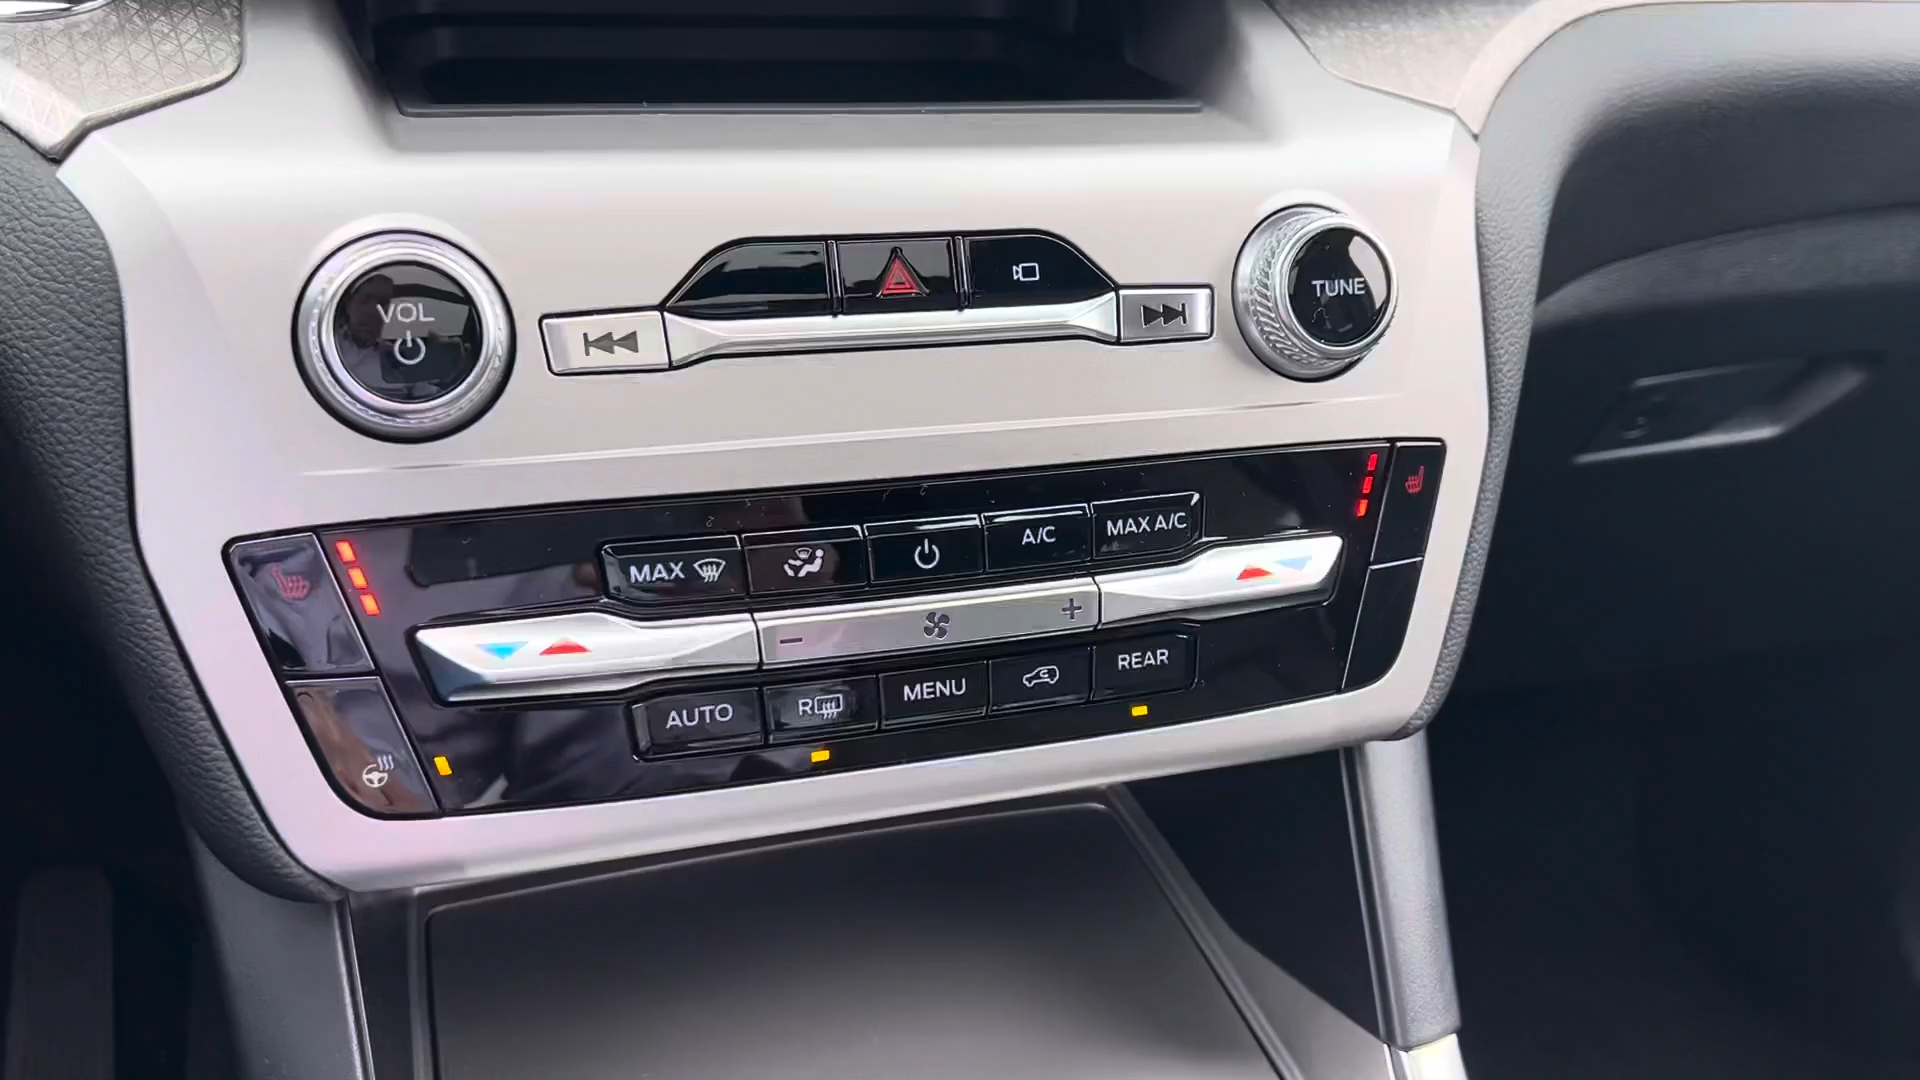 VOL
TUNE
MAX
A/C
MAX A/C
- +
AUTO
R
MENU
REAR